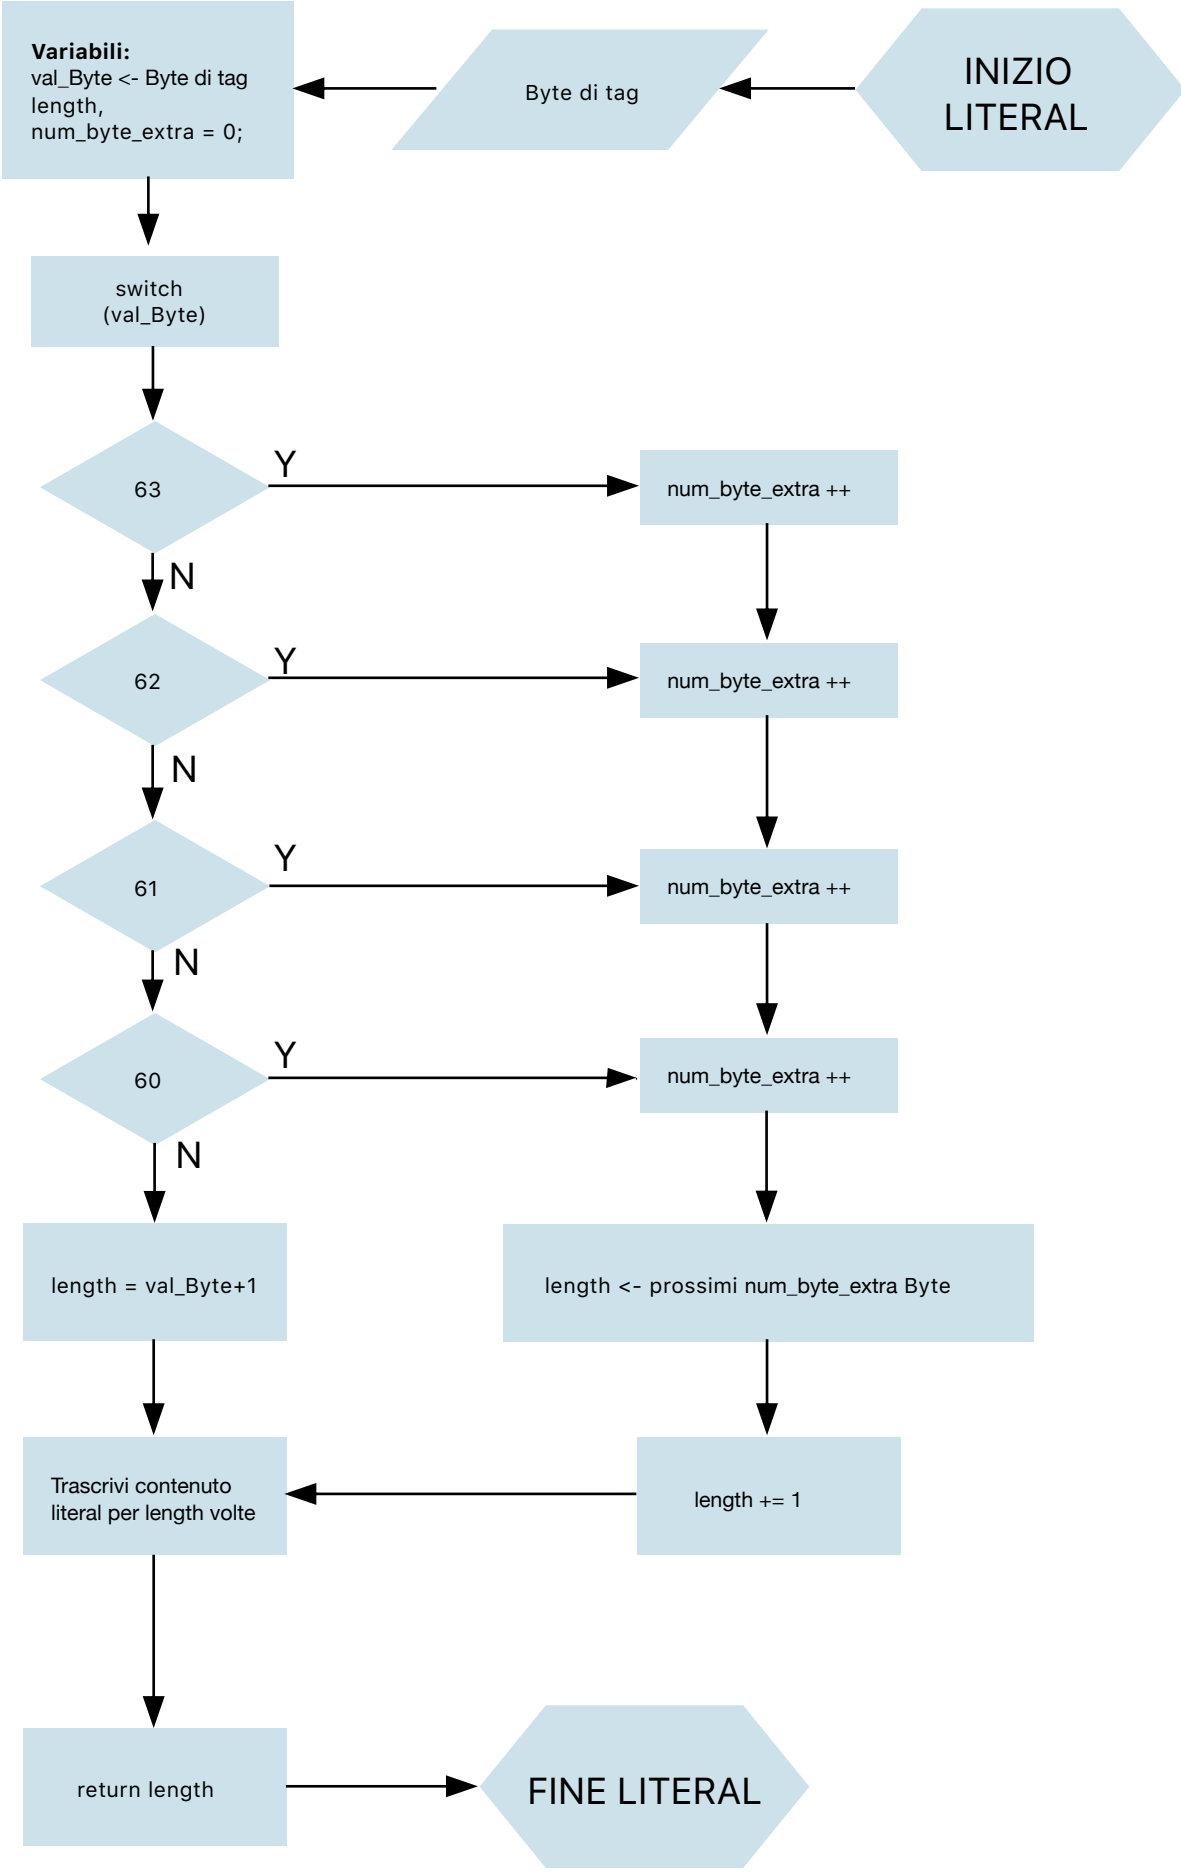 INIZIO
LITERAL
Byte di tag
Variabili:
val_Byte <- Byte di tag
length,
num_byte_extra = 0;
switch
(val_Byte)
63
Y
num_byte_extra ++
N
62
Y
num_byte_extra ++
N
61
Y
num_byte_extra ++
N
60
Y
num_byte_extra ++
N
length = val_Byte+1
length <- prossimi num_byte_extra Byte
Trascrivi contenuto
literal per length volte
length += 1
return length
FINE LITERAL